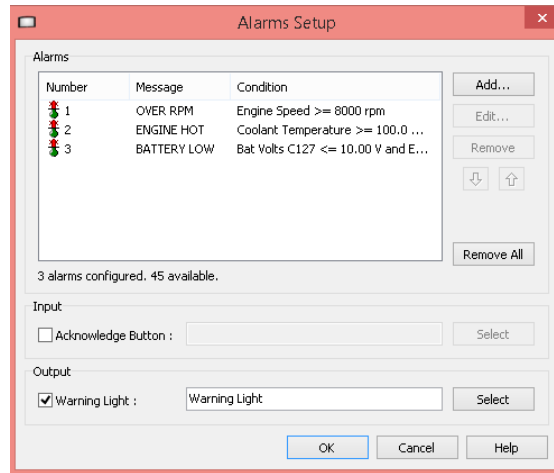 Alarms Setup
x
Alarms
Number Message Condition
1 OVER RPM Engine Speed >= 8000 rpm
2 ENGINE HOT Coolant Temperature >= 100.0 ...
3 BATTERY LOW Bat Volts C127 <= 10.00 V and E...
Add...
Edit...
Remove
Remove All
3 alarms configured. 45 available.
Input
Acknowledge Button :
Select
Output
Warning Light : Warning Light
Select
OK Cancel Help